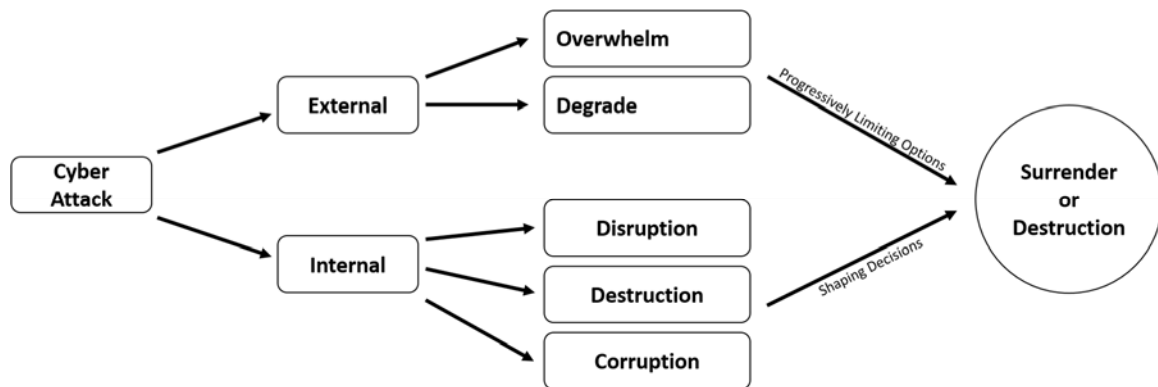 Cyber
Attack
External
Internal
Overwhelm
Degrade
Disruption
Destruction
Corruption
Progressively Limiting Options
Shaping Decisions
Surrender
or
Destruction